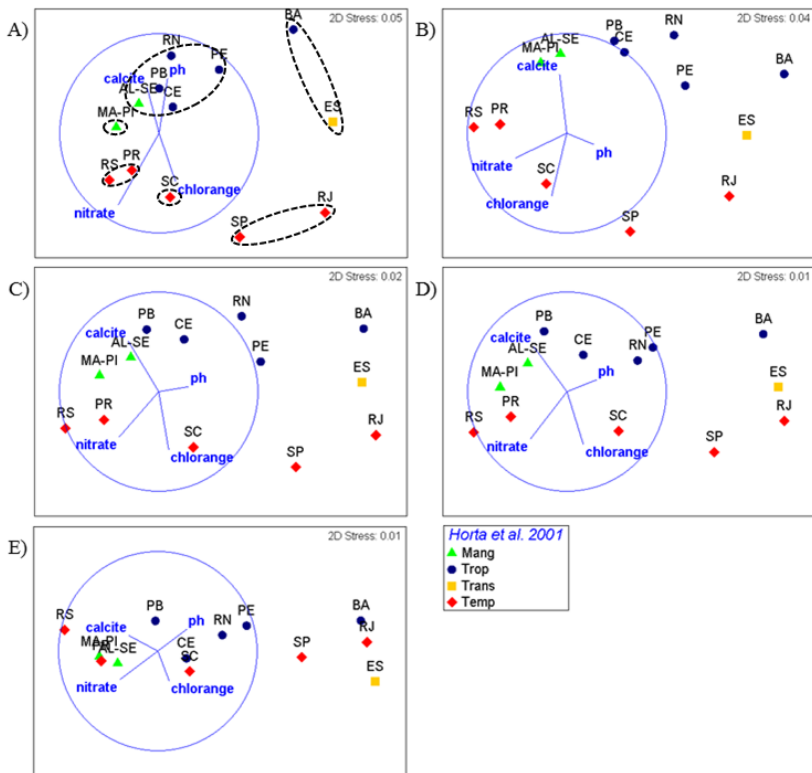 A)
2D Stress: 0.05
BA
RN
PE
PB
ph
calcite
AL-SE
CE
ES
MA-PI
PR
RS
SC
chlorange
RJ
nitrate
SP
B)
2D Stress: 0.04
PB
RN
AL-SE
CE
MA-PI
calcite
PE
BA
RS
PR
ES
ph
nitrate
SC
chlorange
RJ
SP
C)
2D Stress: 0.02
RN
PB
CE
BA
calcite
AL-SE
PE
MA-PI
ES
ph
PR
RS
nitrate
SC
RJ
SP
chlorange
D)
2D Stress: 0.01
PB
BA
PE
calcite
CE
RN
AL-SE
MA-PI
ph
ES
PR
RS
RJ
SC
nitrate
SP
chlorange
E)
2D Stress: 0.01
PB
PE
BA
RS
RN
calcite
ph
RJ
MA-PI
PR
AL-SE
CE
SC
SP
ES
nitrate
chlorange
Horta et al. 2001
Mang
Trop
Trans
Temp